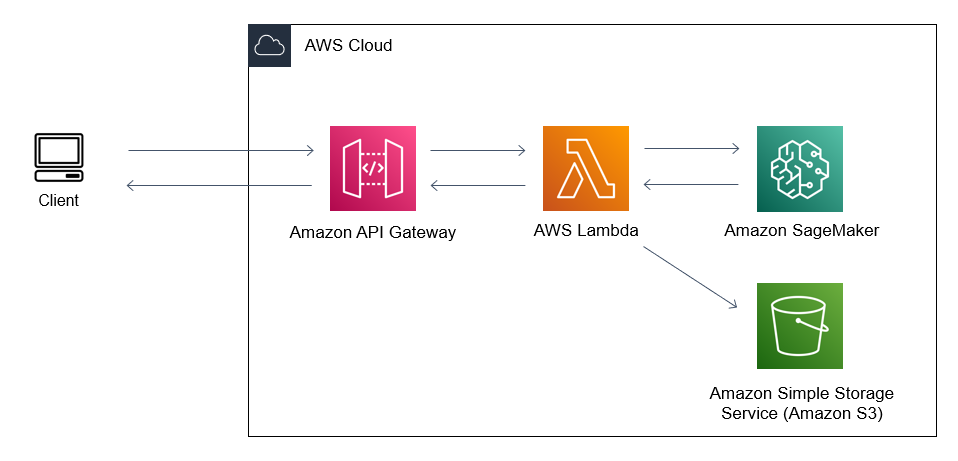 AWS Cloud
Client
</>
Amazon API Gateway
AWS Lambda
Amazon SageMaker
Amazon Simple Storage
Service (Amazon S3)